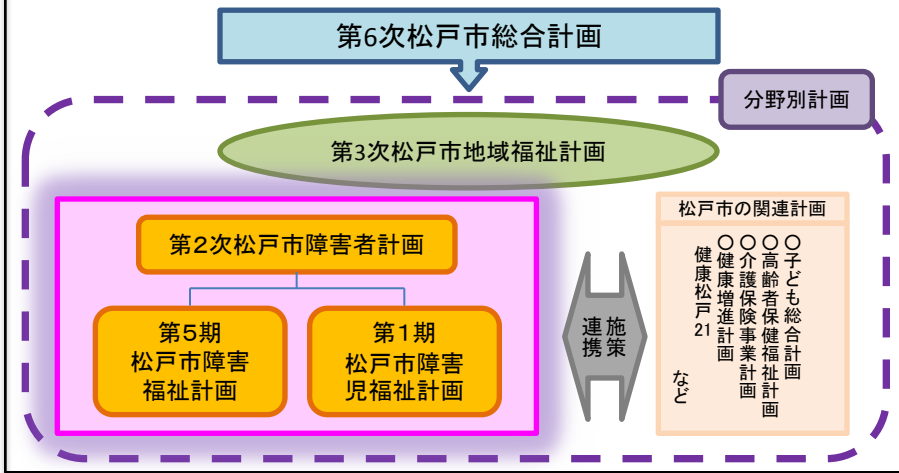 第6次松戸市総合計画
分野別計画
第3次松戸市地域福祉計画
第2次松戸市障害者計画
第5期
松戸市障害
福祉計画
第1期
松戸市障害
児福祉計画
施策
連携
松戸市の関連計画
〇子ども総合計画
〇高齢者保健福祉計画
〇介護保険事業計画
〇健康増進計画
健康松戸21
など